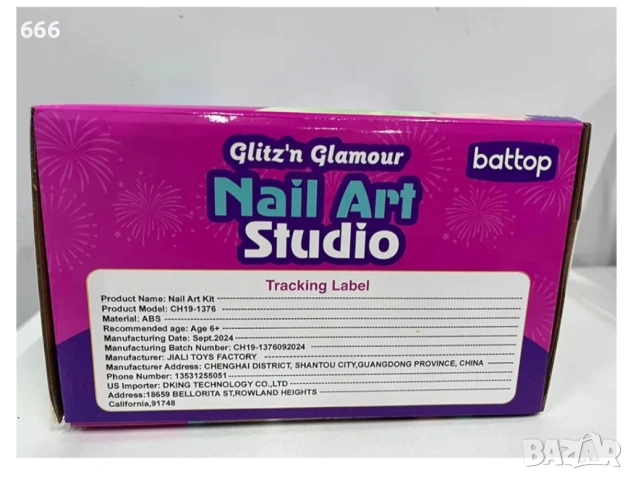 666
Glitz'n Glamour
battop
Nail Art
Studio
Tracking Label
Product Name: Nail Art Kit
Product Model: CH19-1376
Material: ABS
Recommended age: Age 6+
Manufacturing Date: Sept.2024
Manufacturing Batch Number: CH19-1376092024
Manufacturer: JIALI TOYS FACTORY
Manufacturer Address: CHENGHAI DISTRICT, SHANTOU CITY,GUANGDONG PROVINCE, CHINA
Phone Number: 13531255051
US Importer: DKING TECHNOLOGY CO.,LTD
Address:18659 BELLORITA ST,ROWLAND HEIGHTS
California,91748
BAZAR